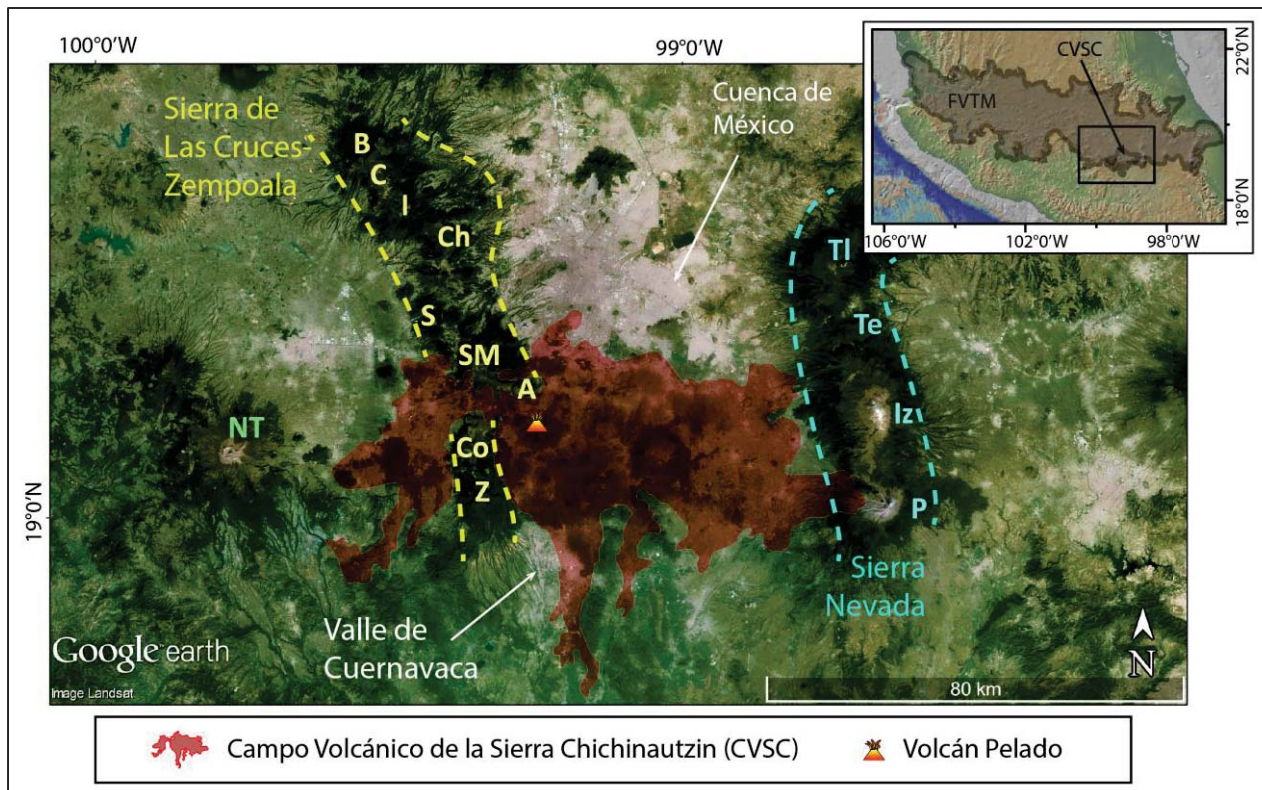 100°0'W
99°0'W
22°0'N
CVSC
FVTM
18°0'N
106°0'W
102°0'W
98°0'W
Sierra de
Las Cruces-
Zempoala
Cuenca de
México
B
C
I
Ch
S
SM
A
Co
Z
NT
Tl
Te
Iz
P
19°0'N
Sierra
Nevada
Valle de
Cuernavaca
Google earth
Image Landsat
N
80 km
Campo Volcánico de la Sierra Chichinautzin (CVSC)
Volcán Pelado